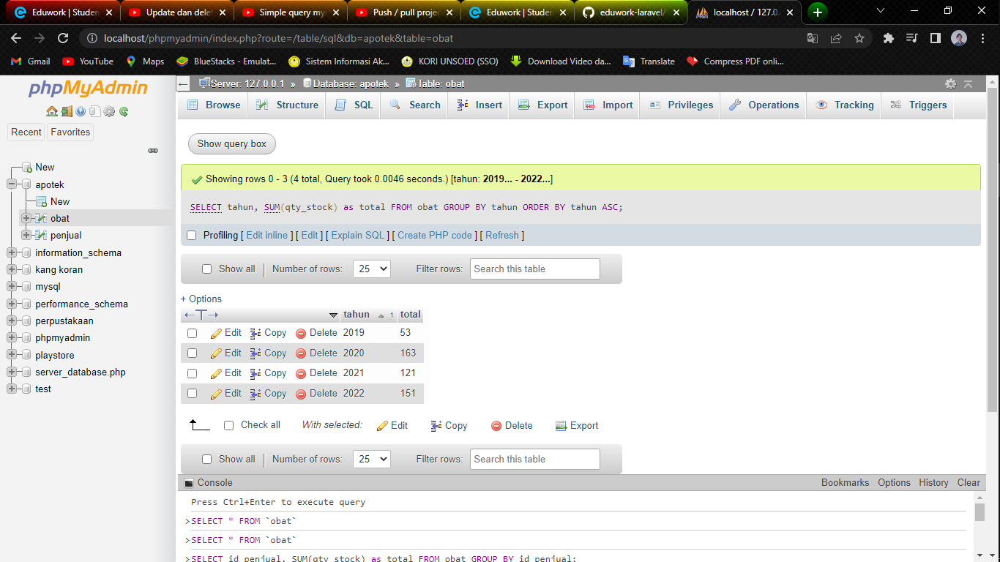 Eduwork | Studen
Update dan delet
Simple query my
Push / pull proje
Eduwork | Studen
eduwork-laravel/
localhost / 127.0.
localhost/phpmyadmin/index.php?route=/table/sql&db=apotek&table=obat
Gmail
YouTube
Maps
BlueStacks - Emulat...
Sistem Informasi Ak...
KORI UNSOED (SSO)
Download Video da...
Translate
Compress PDF onli...
phpMyAdmin
Recent
Favorites
New
apotek
New
obat
penjual
information_schema
kang koran
mysql
performance_schema
perpustakaan
phpmyadmin
playstore
server_database.php
test
Server: 127.0.0.1 » Database: apotek » Table: obat
Browse
Structure
SQL
Search
Insert
Export
Import
Privileges
Operations
Tracking
Triggers
Show query box
Showing rows 0 - 3 (4 total, Query took 0.0046 seconds.) [tahun: 2019... - 2022...]
SELECT tahun, SUM(qty_stock) as total FROM obat GROUP BY tahun ORDER BY tahun ASC;
Profiling [ Edit inline ] [ Edit ] [ Explain SQL ] [ Create PHP code ] [ Refresh ]
Show all | Number of rows: 25 Filter rows: Search this table
+ Options
tahun 1 total
Edit Copy Delete 2019 53
Edit Copy Delete 2020 163
Edit Copy Delete 2021 121
Edit Copy Delete 2022 151
Check all With selected: Edit Copy Delete Export
Show all | Number of rows: 25 Filter rows: Search this table
Console Bookmarks Options History Clear
Press Ctrl+Enter to execute query
>SELECT * FROM `obat`
>SELECT * FROM `obat`
>SELECT id_penjual, SUM(qty_stock) as total FROM obat GROUP BY id_penjual;